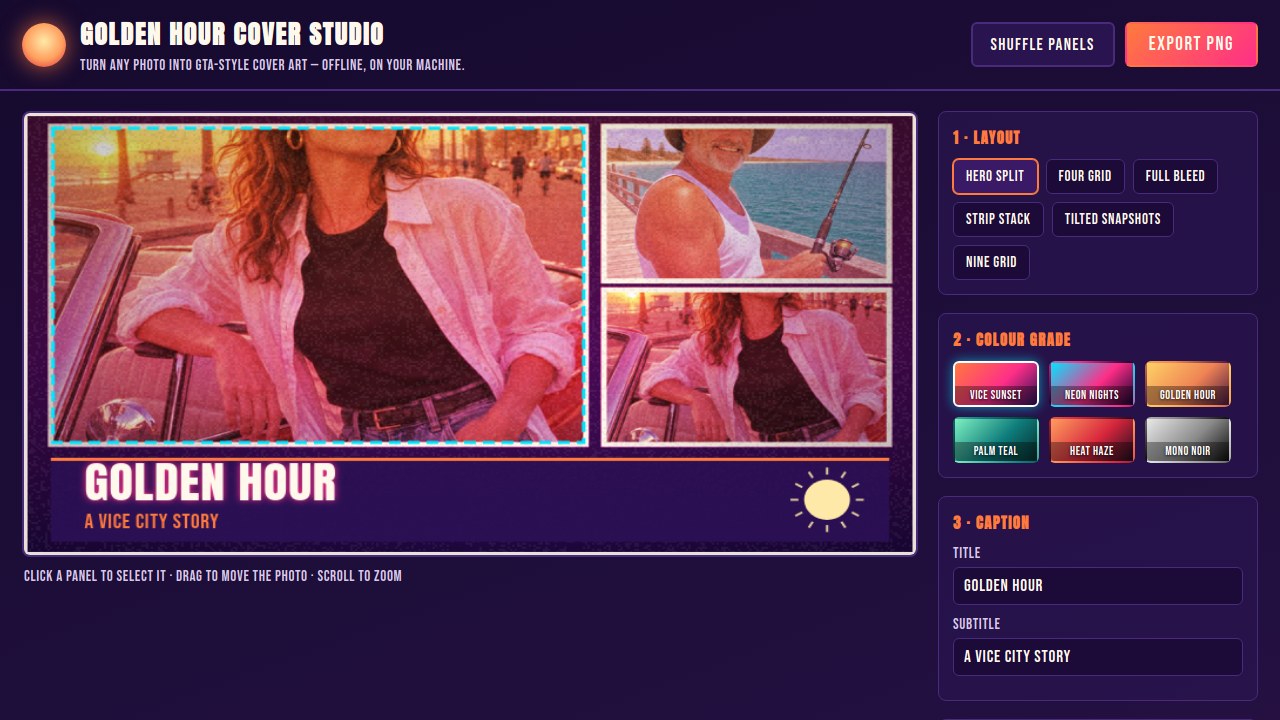 GOLDEN HOUR COVER STUDIO
TURN ANY PHOTO INTO GTA-STYLE COVER ART – OFFLINE, ON YOUR MACHINE.
SHUFFLE PANELS
EXPORT PNG
GOLDEN HOUR
A VICE CITY STORY
CLICK A PANEL TO SELECT IT · DRAG TO MOVE THE PHOTO · SCROLL TO ZOOM
1 · LAYOUT
HERO SPLIT
FOUR GRID
FULL BLEED
STRIP STACK
TILTED SNAPSHOTS
NINE GRID
2 · COLOUR GRADE
VICE SUNSET
NEON NIGHTS
GOLDEN HOUR
PALM TEAL
HEAT HAZE
MONO NOIR
3 · CAPTION
TITLE
GOLDEN HOUR
SUBTITLE
A VICE CITY STORY